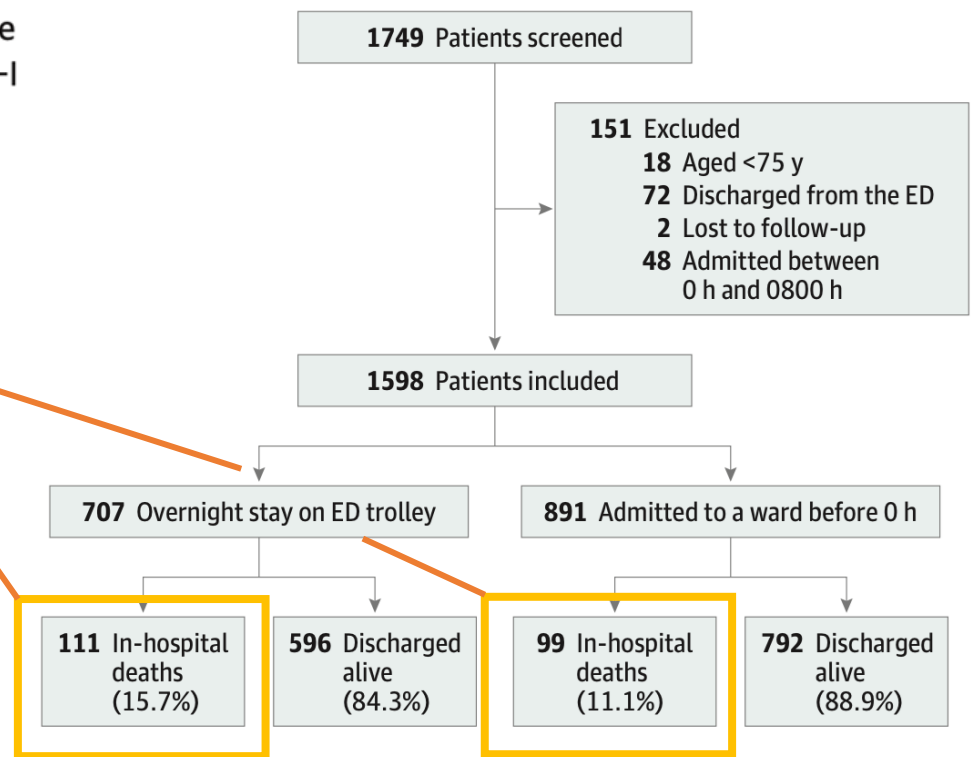 e
-I
1749 Patients screened
151 Excluded
18 Aged <75 y
72 Discharged from the ED
2 Lost to follow-up
48 Admitted between
0 h and 0800 h
1598 Patients included
707 Overnight stay on ED trolley
891 Admitted to a ward before 0 h
111 In-hospital
deaths
(15.7%)
596 Discharged
alive
(84.3%)
99 In-hospital
deaths
(11.1%)
792 Discharged
alive
(88.9%)